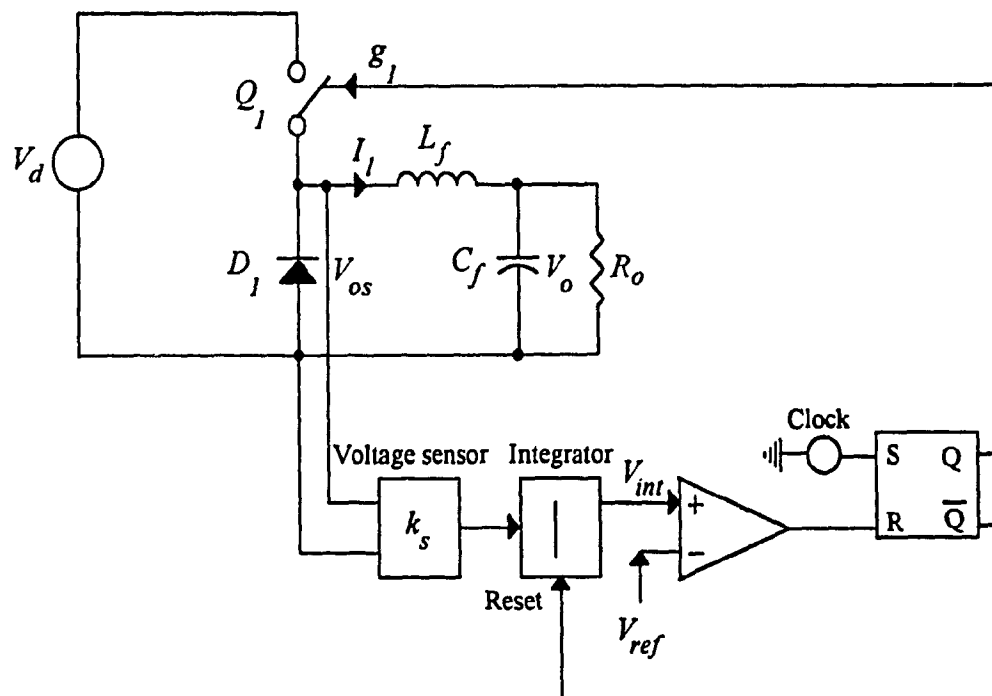 g1
Q1
Vd
I1
Lf
D1
Vos
Cf
Vo
Ro
Clock
Voltage sensor
Integrator
Vint
S
Q
ks
+
R
Q̅
−
Reset
Vref